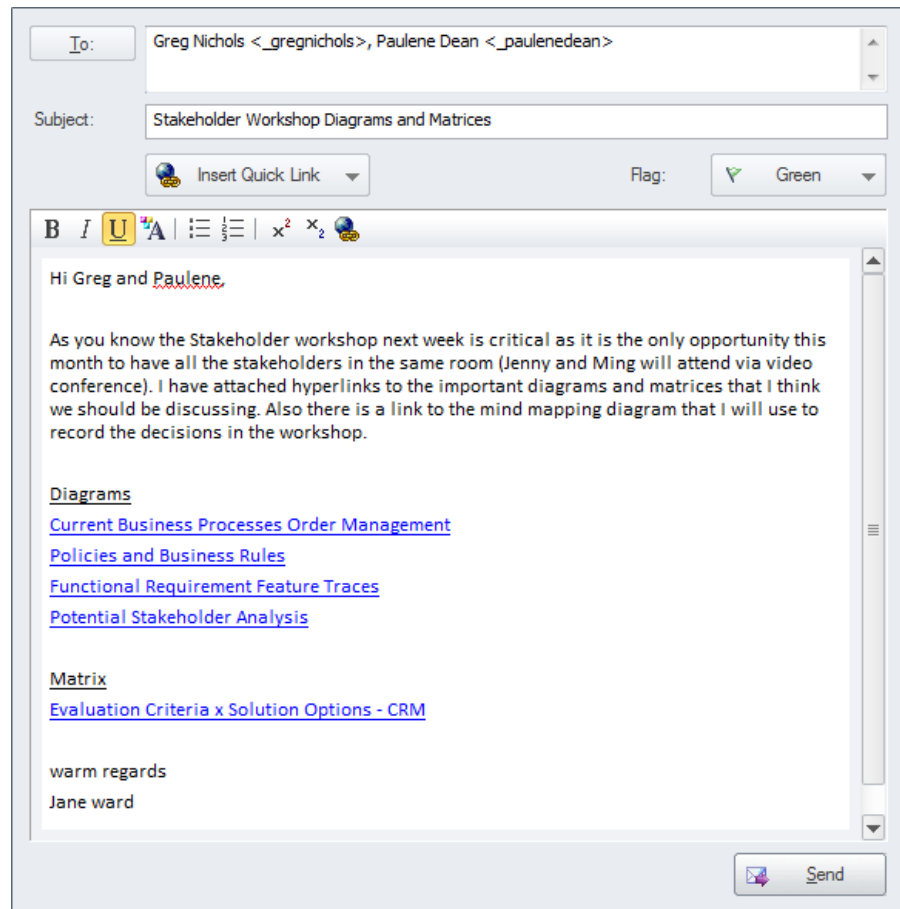 To:
Greg Nichols <_gregnichols>, Paulene Dean <_paulenedean>
Subject:
Stakeholder Workshop Diagrams and Matrices
Insert Quick Link
Flag:
Green
B I U A x² x₂
Hi Greg and Paulene,
As you know the Stakeholder workshop next week is critical as it is the only opportunity this
month to have all the stakeholders in the same room (Jenny and Ming will attend via video
conference). I have attached hyperlinks to the important diagrams and matrices that I think
we should be discussing. Also there is a link to the mind mapping diagram that I will use to
record the decisions in the workshop.
Diagrams
Current Business Processes Order Management
Policies and Business Rules
Functional Requirement Feature Traces
Potential Stakeholder Analysis
Matrix
Evaluation Criteria x Solution Options - CRM
warm regards
Jane ward
Send